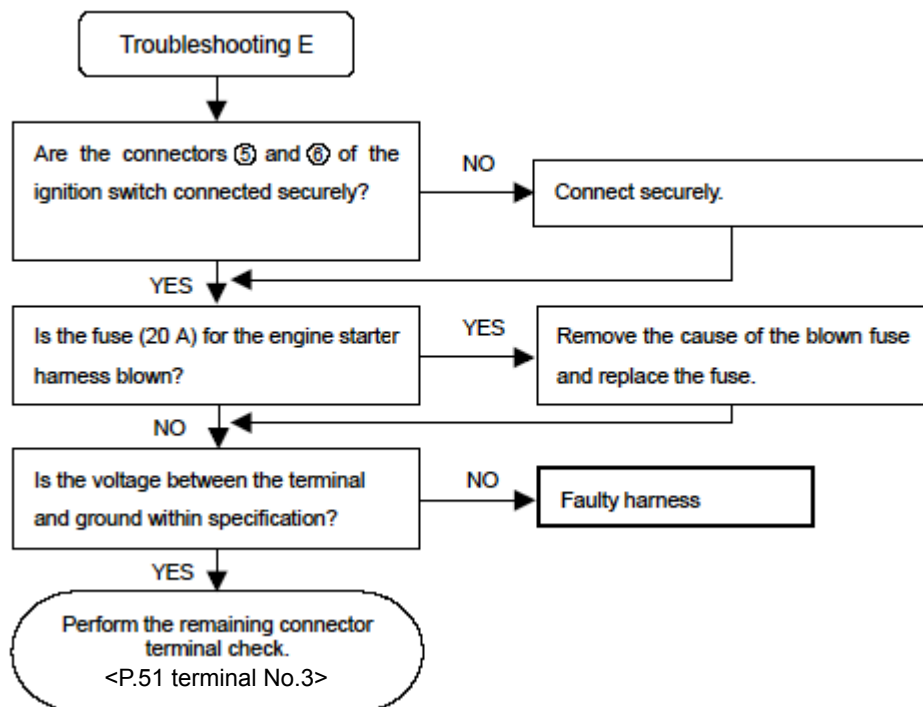 Troubleshooting E
Are the connectors ⑤ and ⑥ of the
ignition switch connected securely?
NO
Connect securely.
YES
Is the fuse (20 A) for the engine starter
harness blown?
YES
Remove the cause of the blown fuse
and replace the fuse.
NO
Is the voltage between the terminal
and ground within specification?
NO
Faulty harness
YES
Perform the remaining connector
terminal check.
<P.51 terminal No.3>